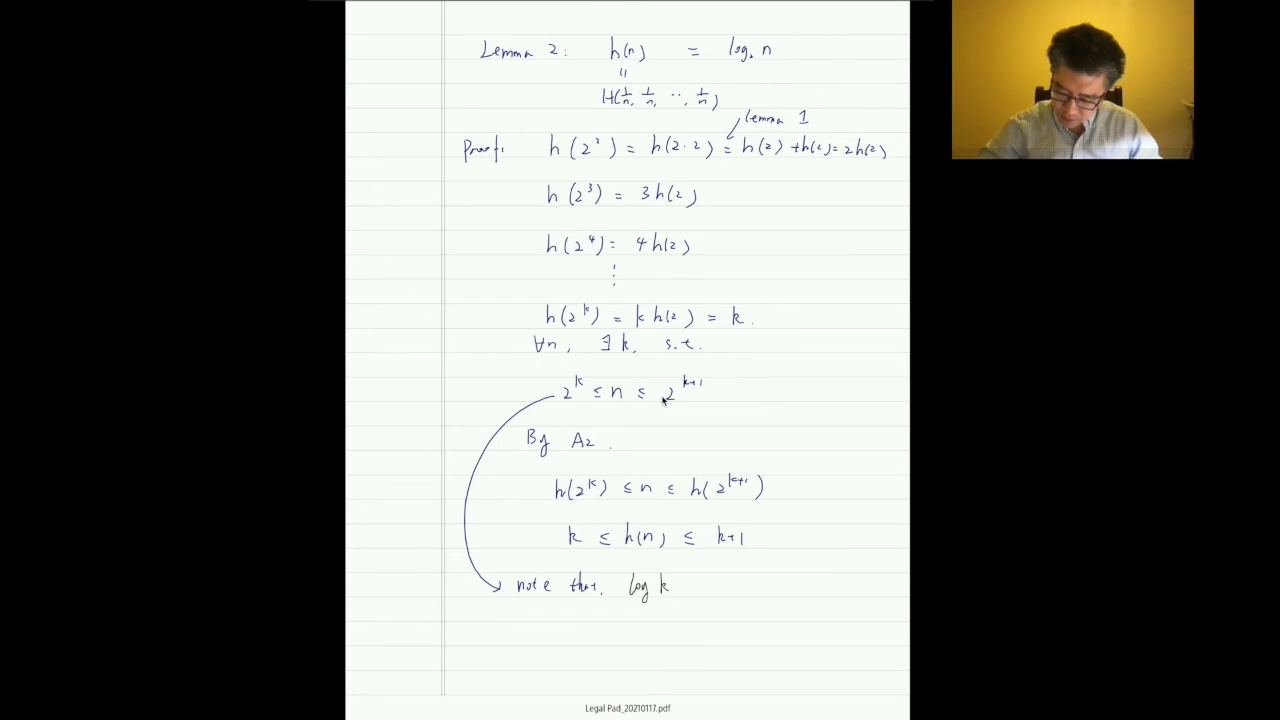 Lemma 2: h(n) = log₂ n
"
H(1/n, 1/n, .., 1/n)
Lemma 1
Proof: h(2²) = h(2·2) = h(2) + h(2) = 2h(2)
h(2³) = 3h(2)
h(2⁴) = 4h(2)
⋮
h(2ᵏ) = k h(2) = k.
∀n, ∃k, s.t.
2ᵏ ≤ n ≤ 2ᵏ⁺¹
By A2.
h(2ᵏ) ≤ n ≤ h(2ᵏ⁺¹)
k ≤ h(n) ≤ k+1
note that, log k
Legal Pad_20210117.pdf